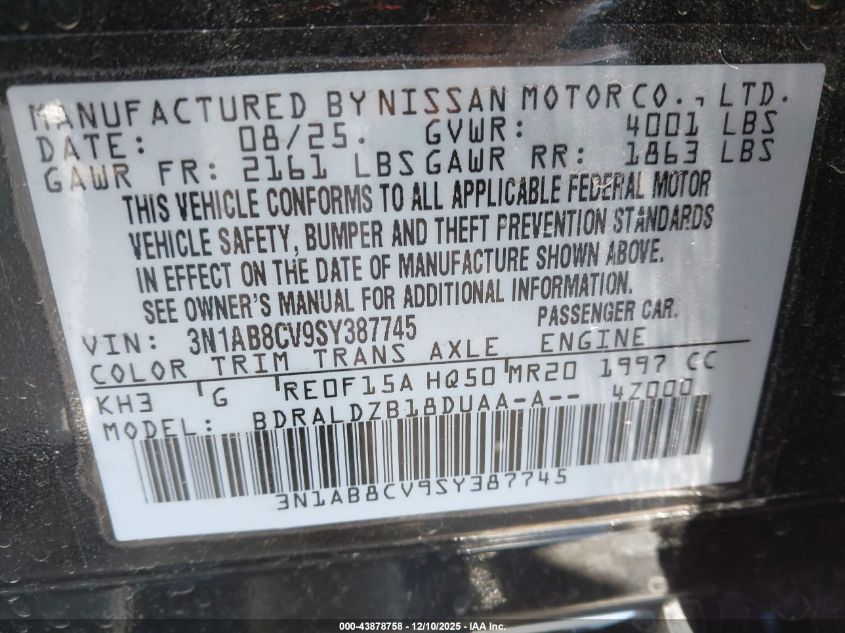 MANUFACTURED BY NISSAN MOTOR CO., LTD.
DATE: 08/25. GVWR: 4001 LBS
GAWR FR: 2161 LBS GAWR RR: 1863 LBS
THIS VEHICLE CONFORMS TO ALL APPLICABLE FEDERAL MOTOR
VEHICLE SAFETY, BUMPER AND THEFT PREVENTION STANDARDS
IN EFFECT ON THE DATE OF MANUFACTURE SHOWN ABOVE.
SEE OWNER'S MANUAL FOR ADDITIONAL INFORMATION.
VIN: 3N1AB8CV9SY387745 PASSENGER CAR.
COLOR TRIM TRANS AXLE ENGINE
KH3 G RE0F15A HQ50 MR20 1997 CC
MODEL: BDRALDZB18DUAA-A-- 4Z000
3N1AB8CV9SY387745
000-43878758 - 12/10/2025 - IAA Inc.